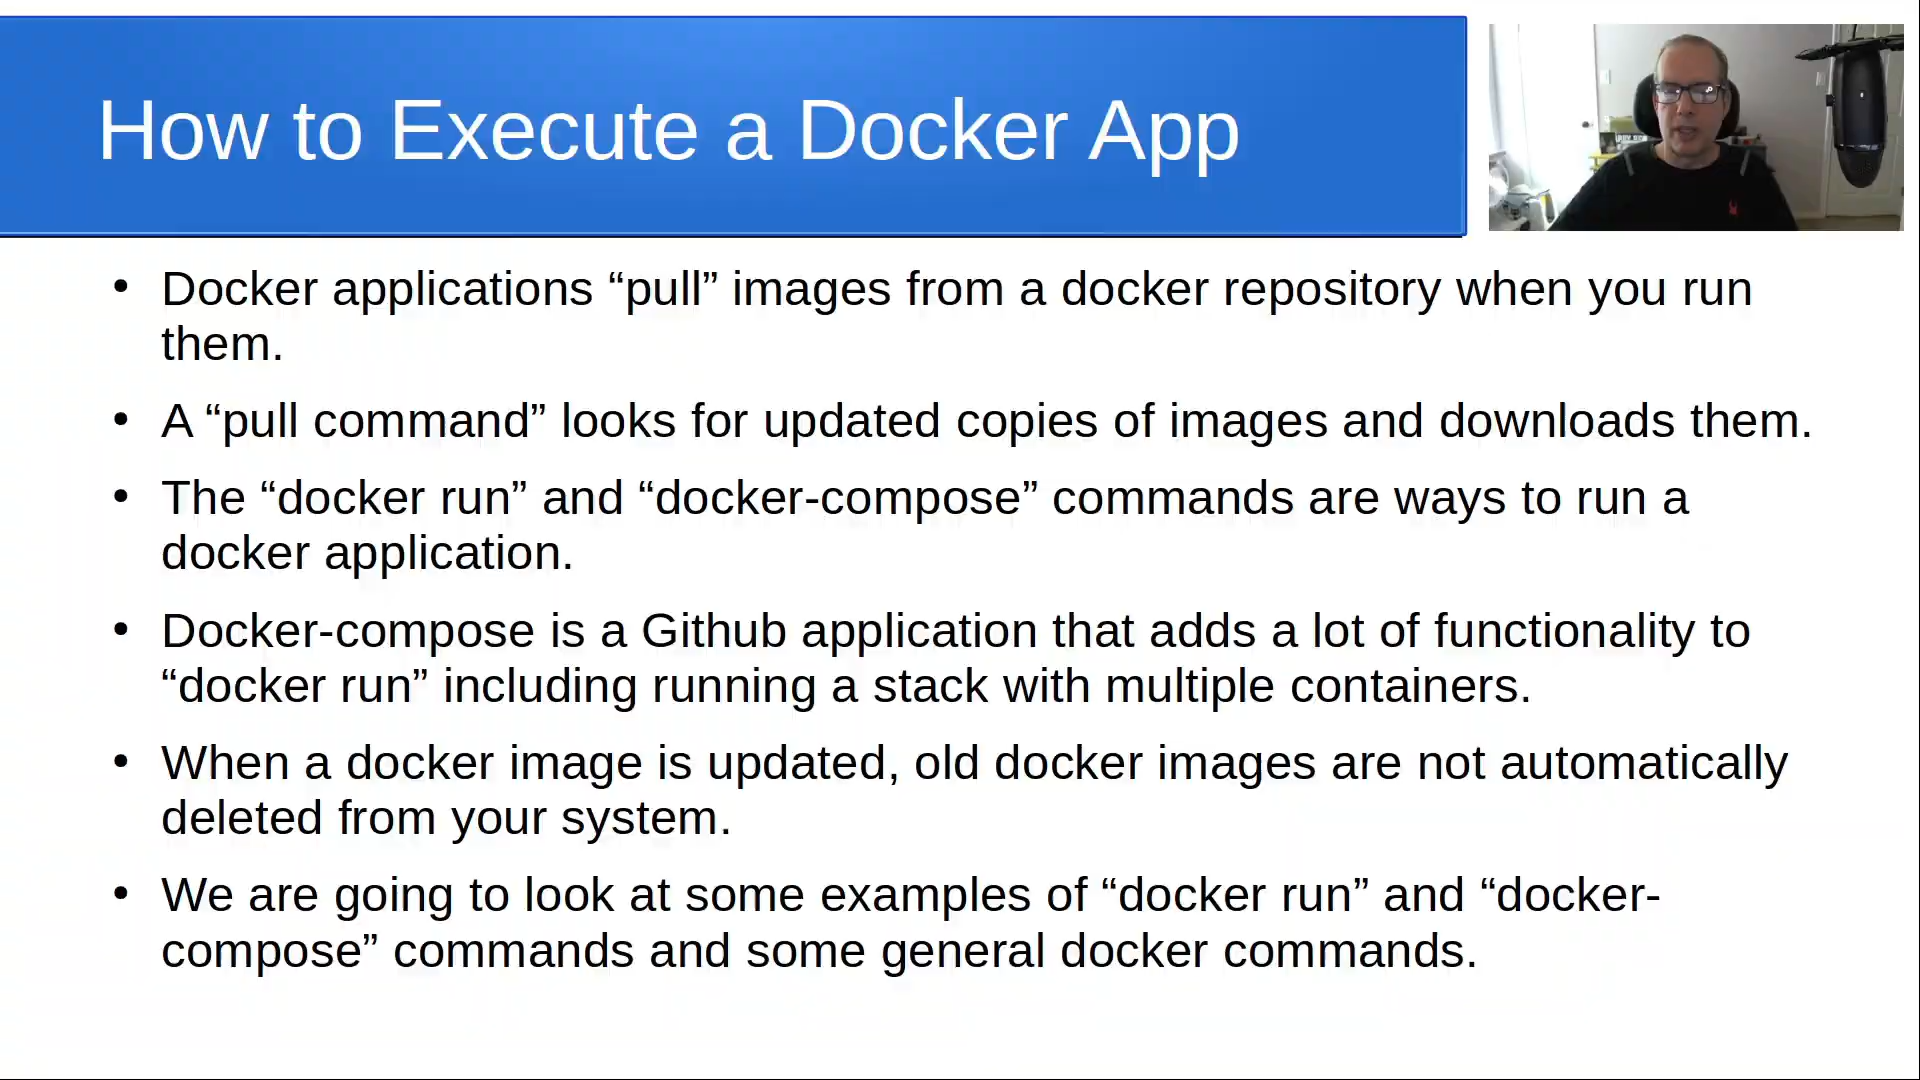 How to Execute a Docker App
• Docker applications “pull” images from a docker repository when you run
them.
• A “pull command” looks for updated copies of images and downloads them.
• The “docker run” and “docker-compose” commands are ways to run a
docker application.
• Docker-compose is a Github application that adds a lot of functionality to
“docker run” including running a stack with multiple containers.
• When a docker image is updated, old docker images are not automatically
deleted from your system.
• We are going to look at some examples of “docker run” and “docker-
compose” commands and some general docker commands.